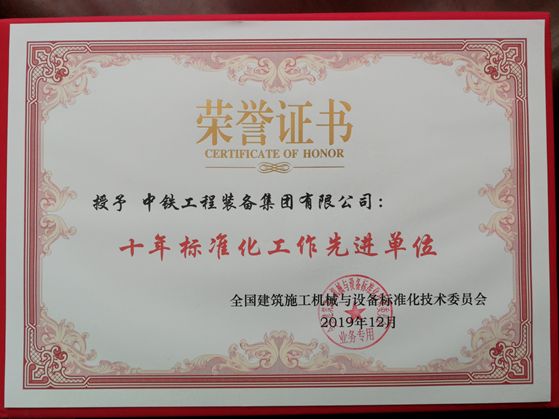 荣誉证书
CERTIFICATE OF HONOR
授予 中铁工程装备集团有限公司：
十年标准化工作先进单位
全国建筑施工机械与设备标准化技术委员会
2019年12月
业务专用